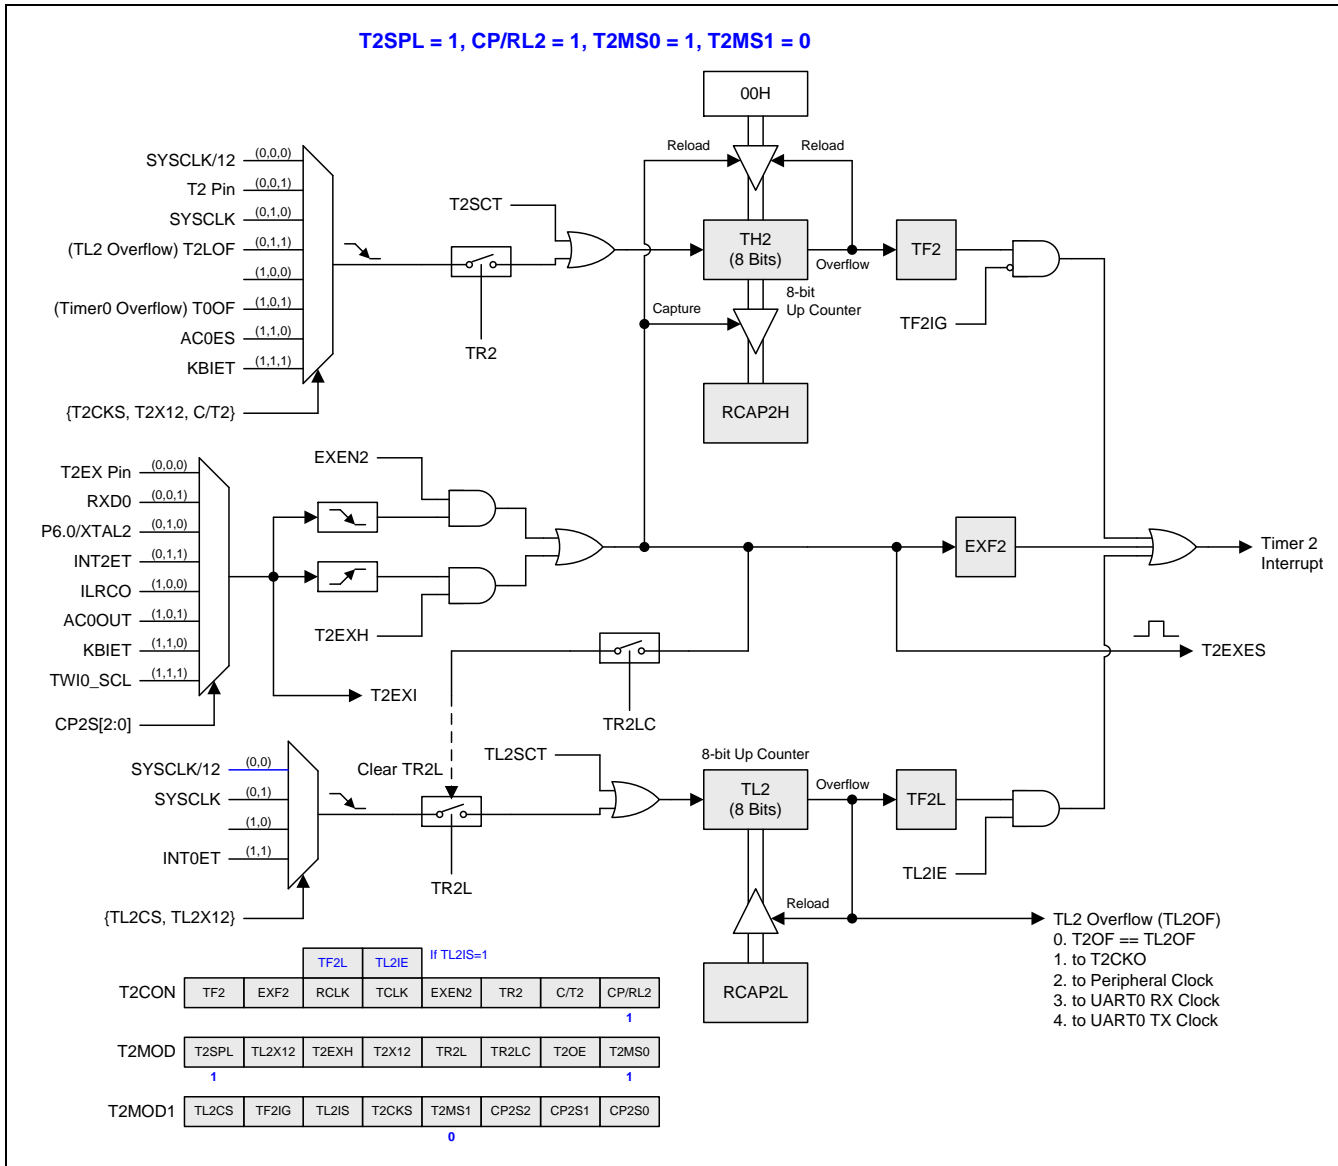 T2SPL = 1, CP/RL2 = 1, T2MS0 = 1, T2MS1 = 0
00H
Reload
Reload
SYSCLK/12 (0,0,0)
T2 Pin (0,0,1)
SYSCLK (0,1,0)
(TL2 Overflow) T2LOF (0,1,1)
(1,0,0)
(Timer0 Overflow) T0OF (1,0,1)
AC0ES (1,1,0)
KBIET (1,1,1)
{T2CKS, T2X12, C/T2}
TR2
T2SCT
TH2
(8 Bits)
Overflow
8-bit
Up Counter
Capture
RCAP2H
TF2
TF2IG
T2EX Pin (0,0,0)
RXD0 (0,0,1)
P6.0/XTAL2 (0,1,0)
INT2ET (0,1,1)
ILRCO (1,0,0)
AC0OUT (1,0,1)
KBIET (1,1,0)
TWI0_SCL (1,1,1)
CP2S[2:0]
EXEN2
T2EXH
T2EXI
EXF2
Timer 2
Interrupt
T2EXES
TR2LC
SYSCLK/12 (0,0)
SYSCLK (0,1)
(1,0)
INT0ET (1,1)
{TL2CS, TL2X12}
Clear TR2L
TR2L
TL2SCT
8-bit Up Counter
TL2
(8 Bits)
Overflow
TF2L
TL2IE
Reload
RCAP2L
TL2 Overflow (TL2OF)
0. T2OF == TL2OF
1. to T2CKO
2. to Peripheral Clock
3. to UART0 RX Clock
4. to UART0 TX Clock
TF2L TL2IE If TL2IS=1
T2CON TF2 EXF2 RCLK TCLK EXEN2 TR2 C/T2 CP/RL2
1
T2MOD T2SPL TL2X12 T2EXH T2X12 TR2L TR2LC T2OE T2MS0
1 1
T2MOD1 TL2CS TF2IG TL2IS T2CKS T2MS1 CP2S2 CP2S1 CP2S0
0